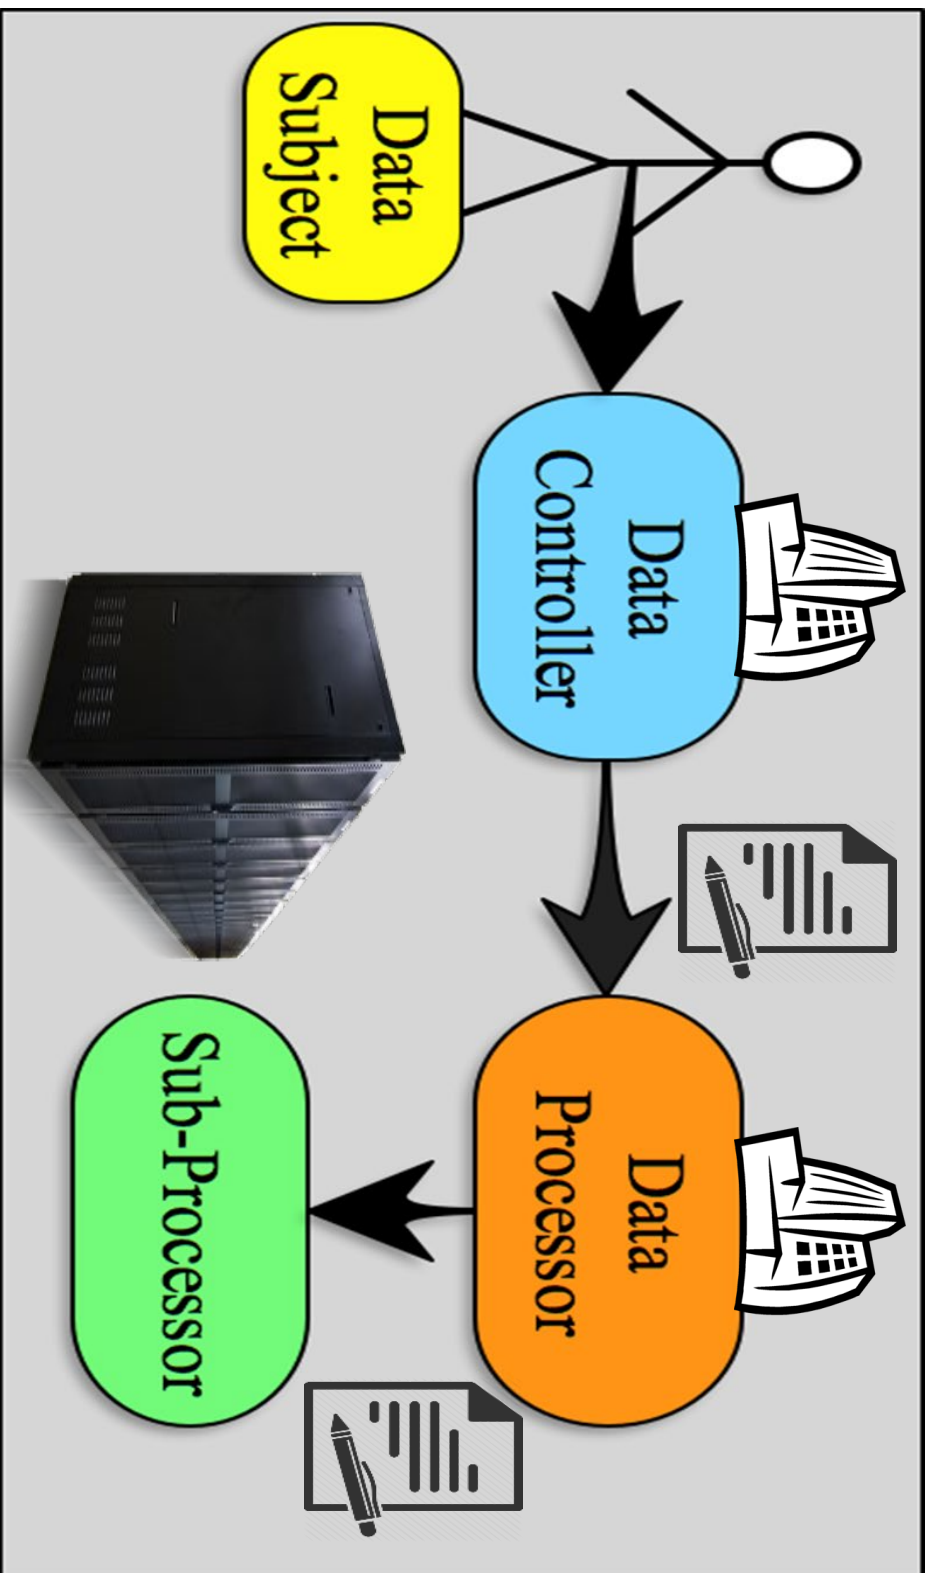 Data
Subject
Data
Controller
Data
Processor
Sub-Processor